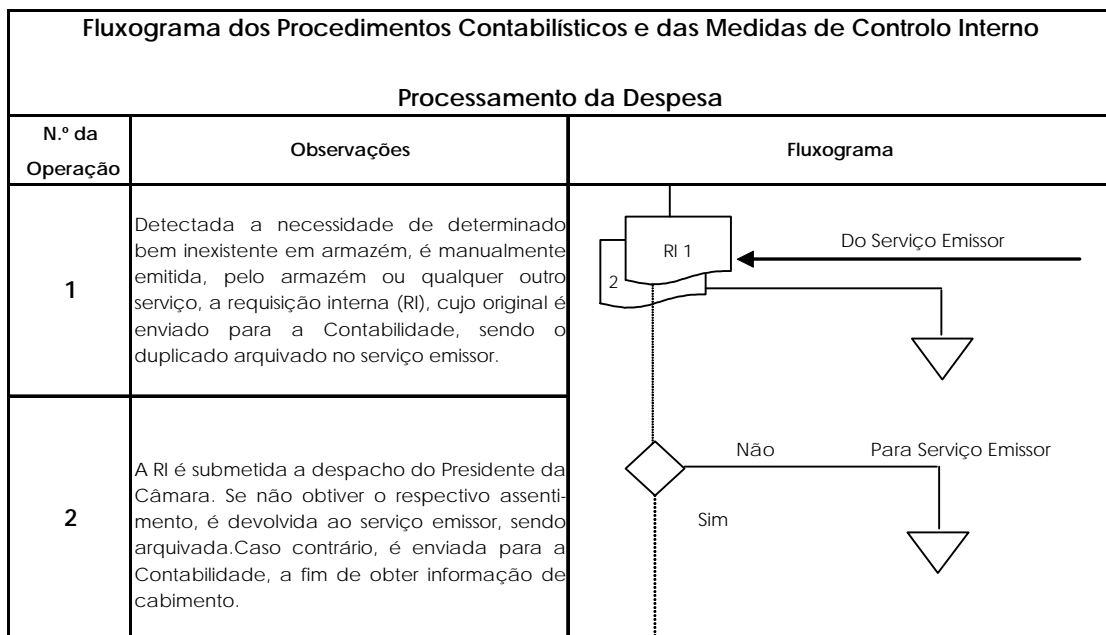 Fluxograma dos Procedimentos Contabilísticos e das Medidas de Controlo Interno
Processamento da Despesa
N.º da
Operação
Observações
Fluxograma
1
Detectada a necessidade de determinado
bem inexistente em armazém, é manualmente
emitida, pelo armazém ou qualquer outro
serviço, a requisição interna (RI), cujo original é
enviado para a Contabilidade, sendo o
duplicado arquivado no serviço emissor.
RI 1
2
Do Serviço Emissor
2
A RI é submetida a despacho do Presidente da
Câmara. Se não obtiver o respectivo assenti-
mento, é devolvida ao serviço emissor, sendo
arquivada.Caso contrário, é enviada para a
Contabilidade, a fim de obter informação de
cabimento.
Não
Para Serviço Emissor
Sim